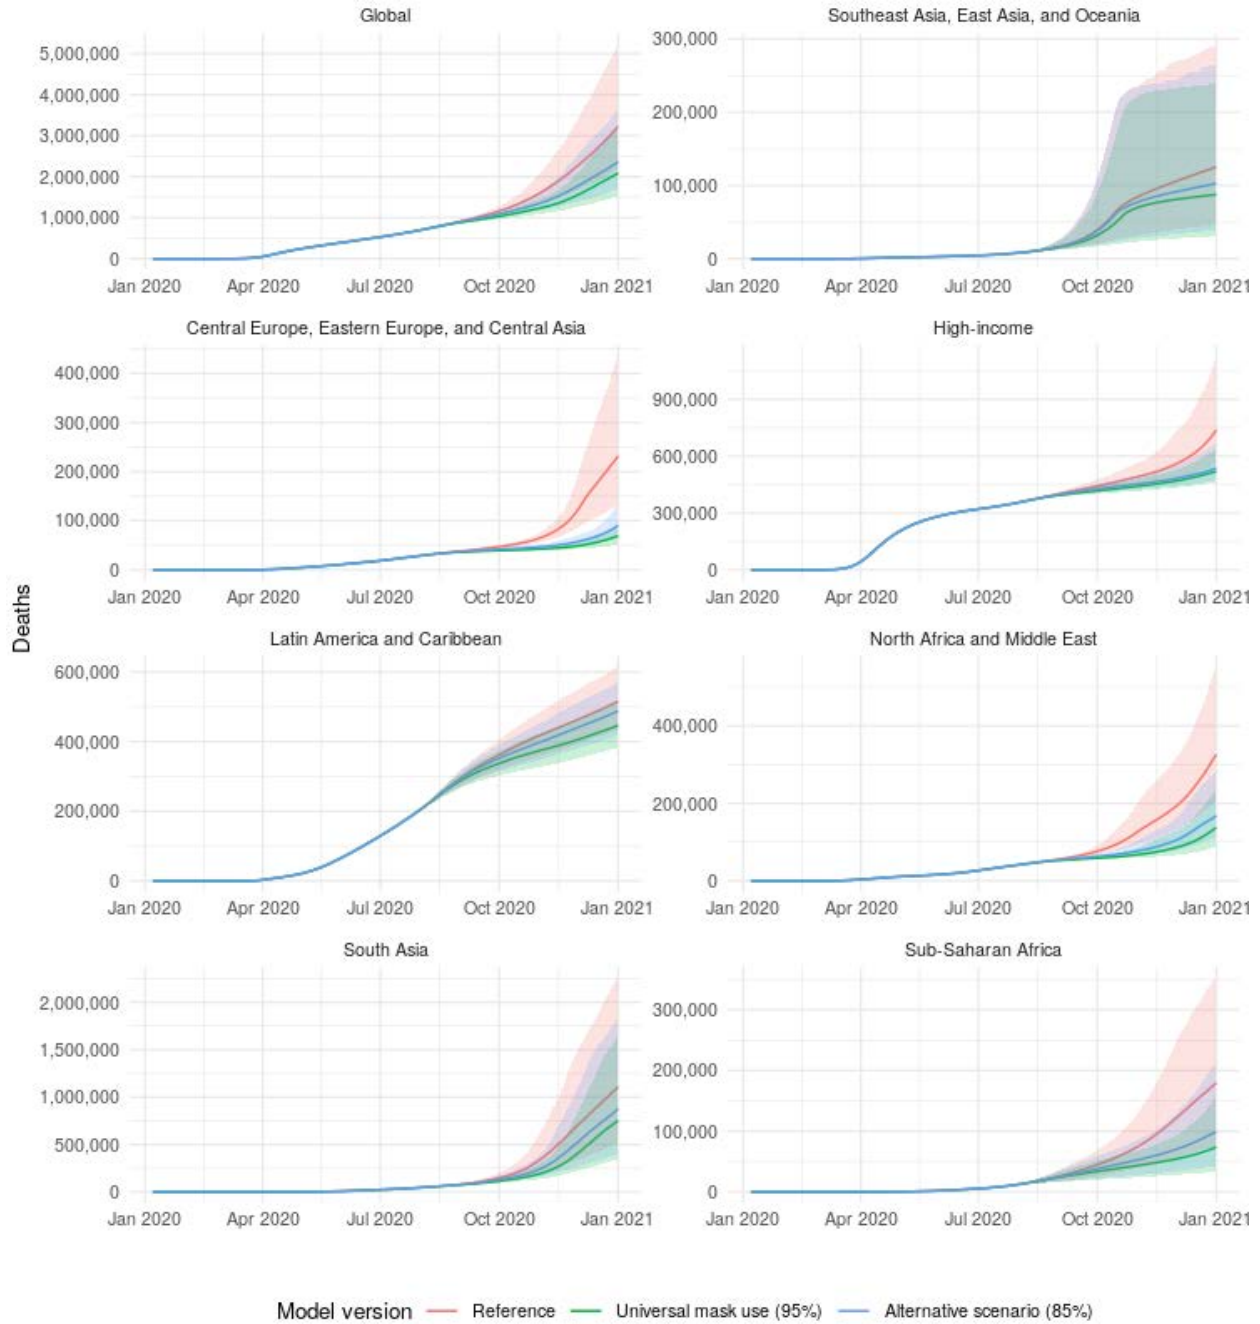 Global
5,000,000
4,000,000
3,000,000
2,000,000
1,000,000
0
Jan 2020 Apr 2020 Jul 2020 Oct 2020 Jan 2021
Southeast Asia, East Asia, and Oceania
300,000
200,000
100,000
0
Jan 2020 Apr 2020 Jul 2020 Oct 2020 Jan 2021
Central Europe, Eastern Europe, and Central Asia
400,000
300,000
200,000
100,000
0
Jan 2020 Apr 2020 Jul 2020 Oct 2020 Jan 2021
High-income
900,000
600,000
300,000
0
Jan 2020 Apr 2020 Jul 2020 Oct 2020 Jan 2021
Deaths
Latin America and Caribbean
600,000
400,000
200,000
0
Jan 2020 Apr 2020 Jul 2020 Oct 2020 Jan 2021
North Africa and Middle East
400,000
200,000
0
Jan 2020 Apr 2020 Jul 2020 Oct 2020 Jan 2021
South Asia
2,000,000
1,500,000
1,000,000
500,000
0
Jan 2020 Apr 2020 Jul 2020 Oct 2020 Jan 2021
Sub-Saharan Africa
300,000
200,000
100,000
0
Jan 2020 Apr 2020 Jul 2020 Oct 2020 Jan 2021
Model version Reference Universal mask use (95%) Alternative scenario (85%)